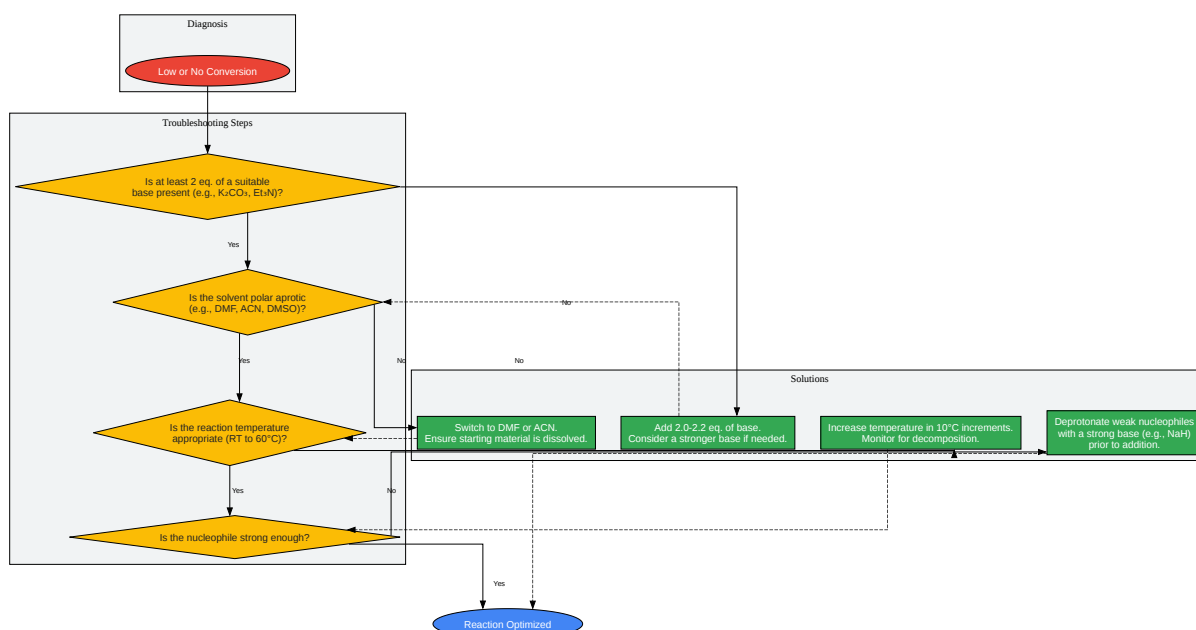 Diagnosis
Low or No Conversion
Troubleshooting Steps
Is at least 2 eq. of a suitable
base present (e.g., K₂CO₃, Et₃N)?
Yes
Is the solvent polar aprotic
(e.g., DMF, ACN, DMSO)?
No
Yes
No
No
Solutions
Is the reaction temperature
appropriate (RT to 60°C)?
Switch to DMF or ACN.
Ensure starting material is dissolved.
Add 2.0-2.2 eq. of base.
Consider a stronger base if needed.
Increase temperature in 10°C increments.
Monitor for decomposition.
Deprotonate weak nucleophiles
with a strong base (e.g., NaH)
prior to addition.
Yes
No
Is the nucleophile strong enough?
Yes
Reaction Optimized